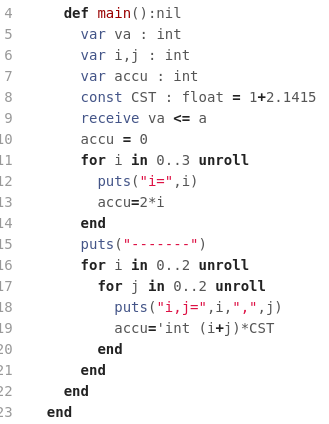 4      def main():nil
5        var va : int
6        var i,j : int
7        var accu : int
8        const CST : float = 1+2.1415
9        receive va <= a
10        accu = 0
11        for i in 0..3 unroll
12          puts("i=",i)
13          accu=2*i
14        end
15        puts("-------")
16        for i in 0..2 unroll
17          for j in 0..2 unroll
18            puts("i,j=",i,",",j)
19            accu='int (i+j)*CST
20          end
21        end
22      end
23    end